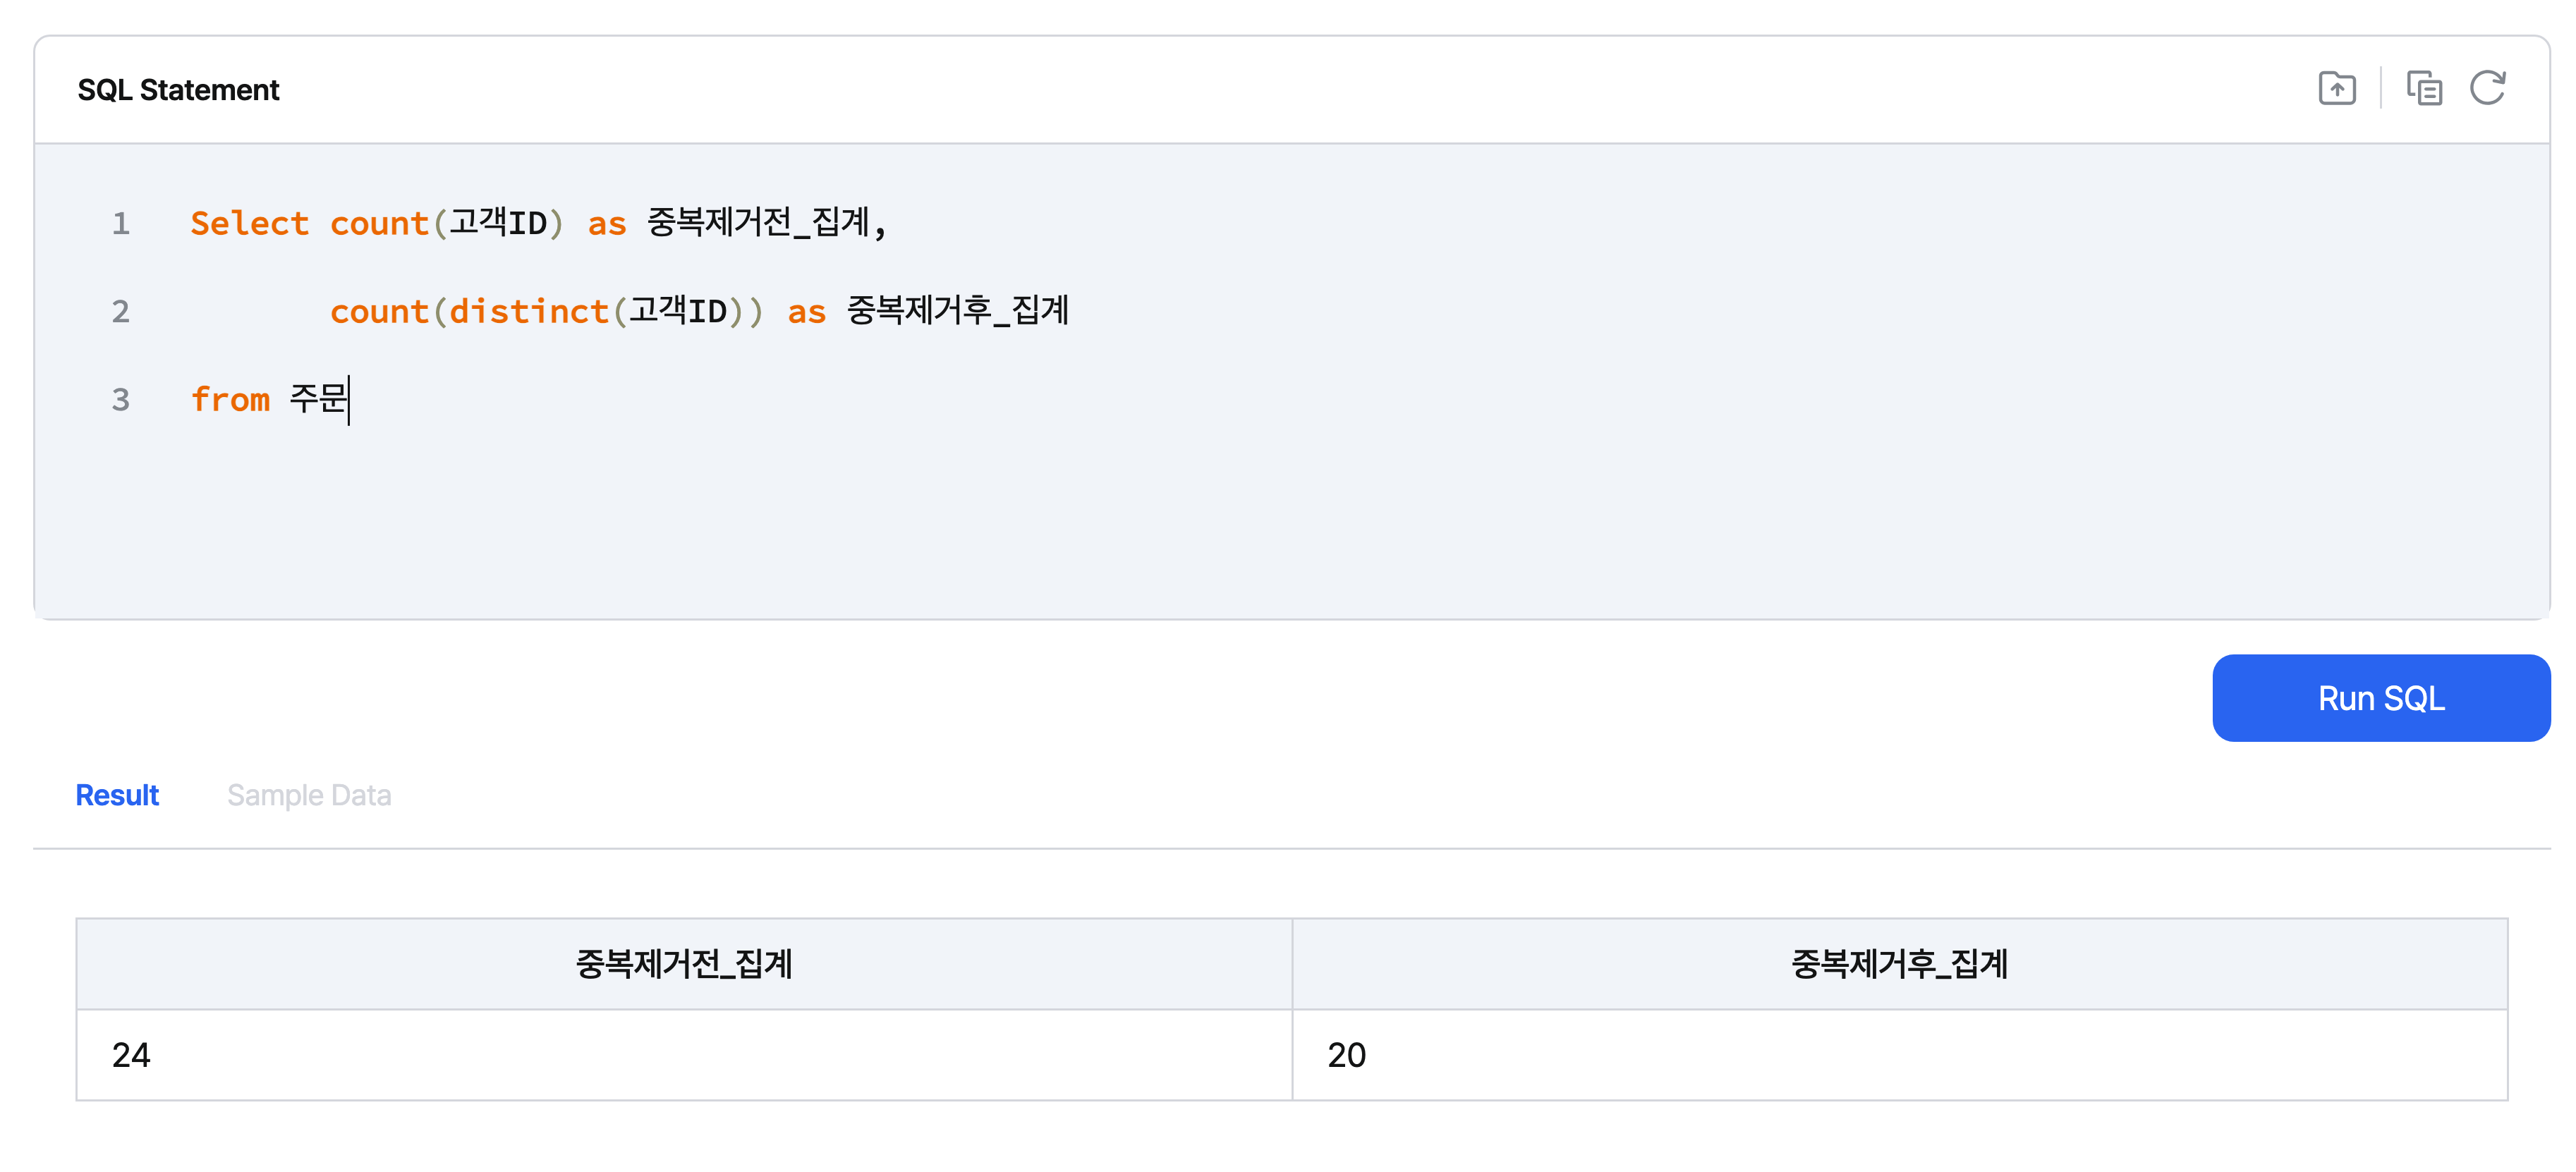 SQL Statement
1 Select count(고객ID) as 중복제거전_집계,
2 count(distinct(고객ID)) as 중복제거후_집계
3 from 주문
Run SQL
Result Sample Data
중복제거전_집계 중복제거후_집계
24 20